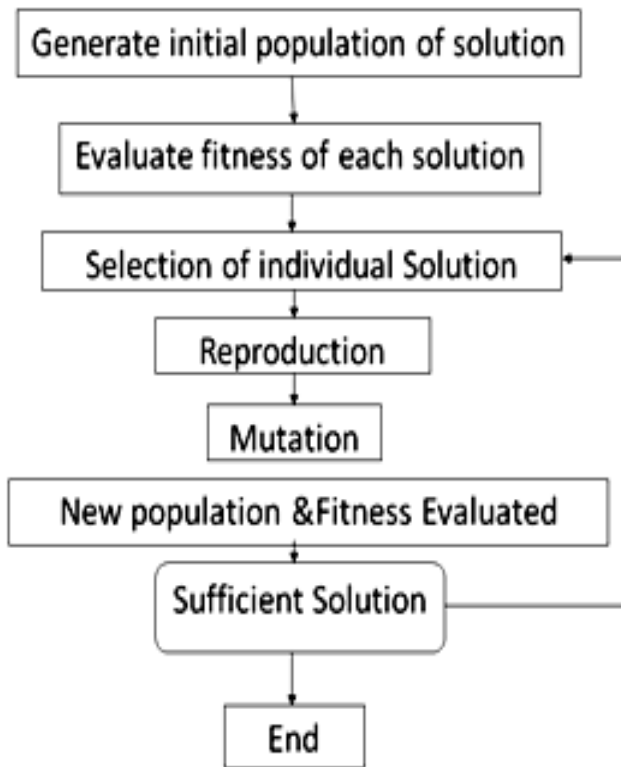 Generate initial population of solution
Evaluate fitness of each solution
Selection of individual Solution
Reproduction
Mutation
New population &Fitness Evaluated
Sufficient Solution
End